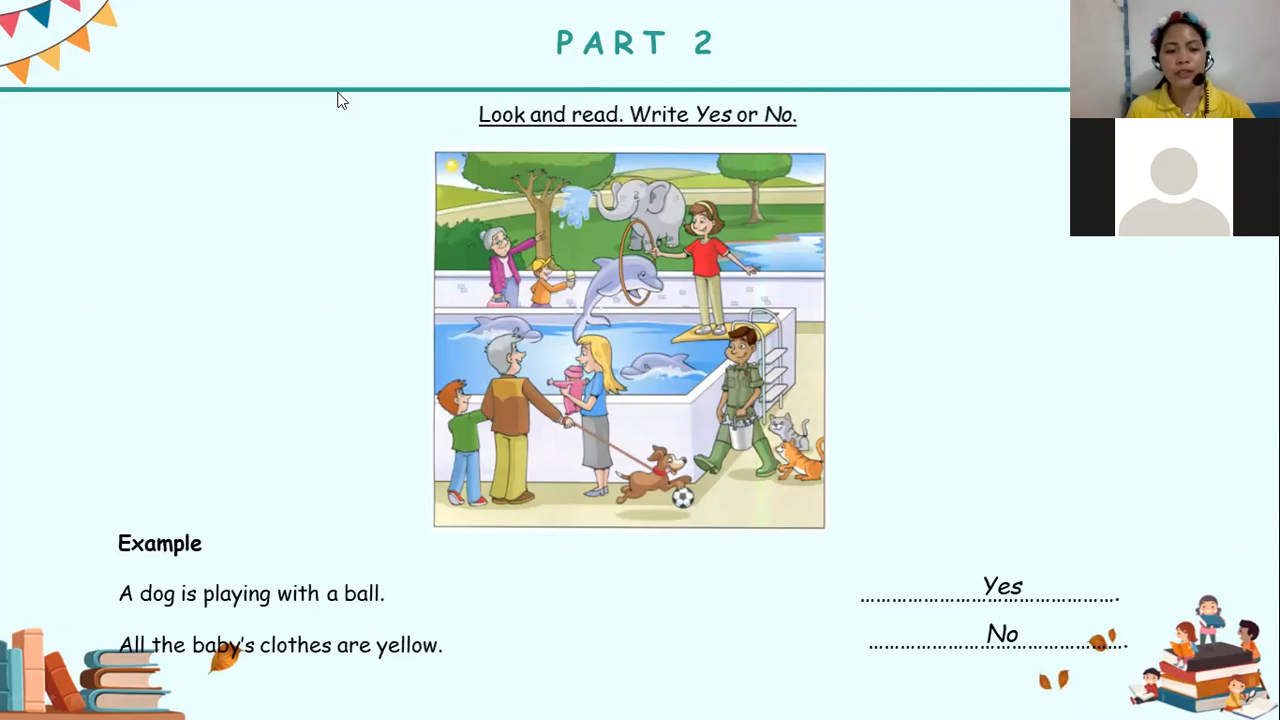 PART 2
Look and read. Write Yes or No.
Example
A dog is playing with a ball.
Yes
All the baby's clothes are yellow.
No